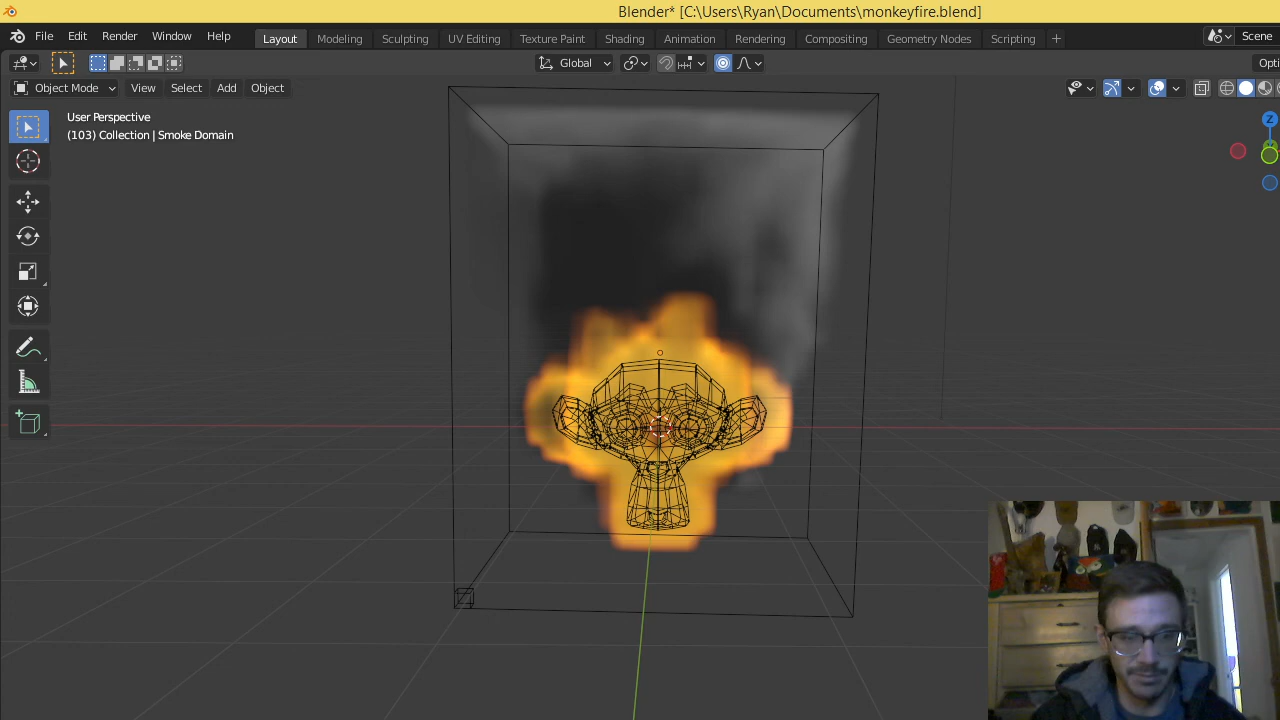 Blender* [C:\Users\Ryan\Documents\monkeyfire.blend]
File Edit Render Window Help Layout Modeling Sculpting UV Editing Texture Paint Shading Animation Rendering Compositing Geometry Nodes Scripting + Scene
Global Opti
Object Mode View Select Add Object
User Perspective
(103) Collection | Smoke Domain
Z